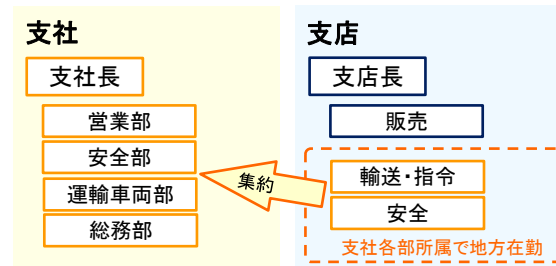 支社
支社長
営業部
安全部
運輸車両部
総務部
集約
支店
支店長
販売
輸送・指令
安全
支社各部所属で地方在勤